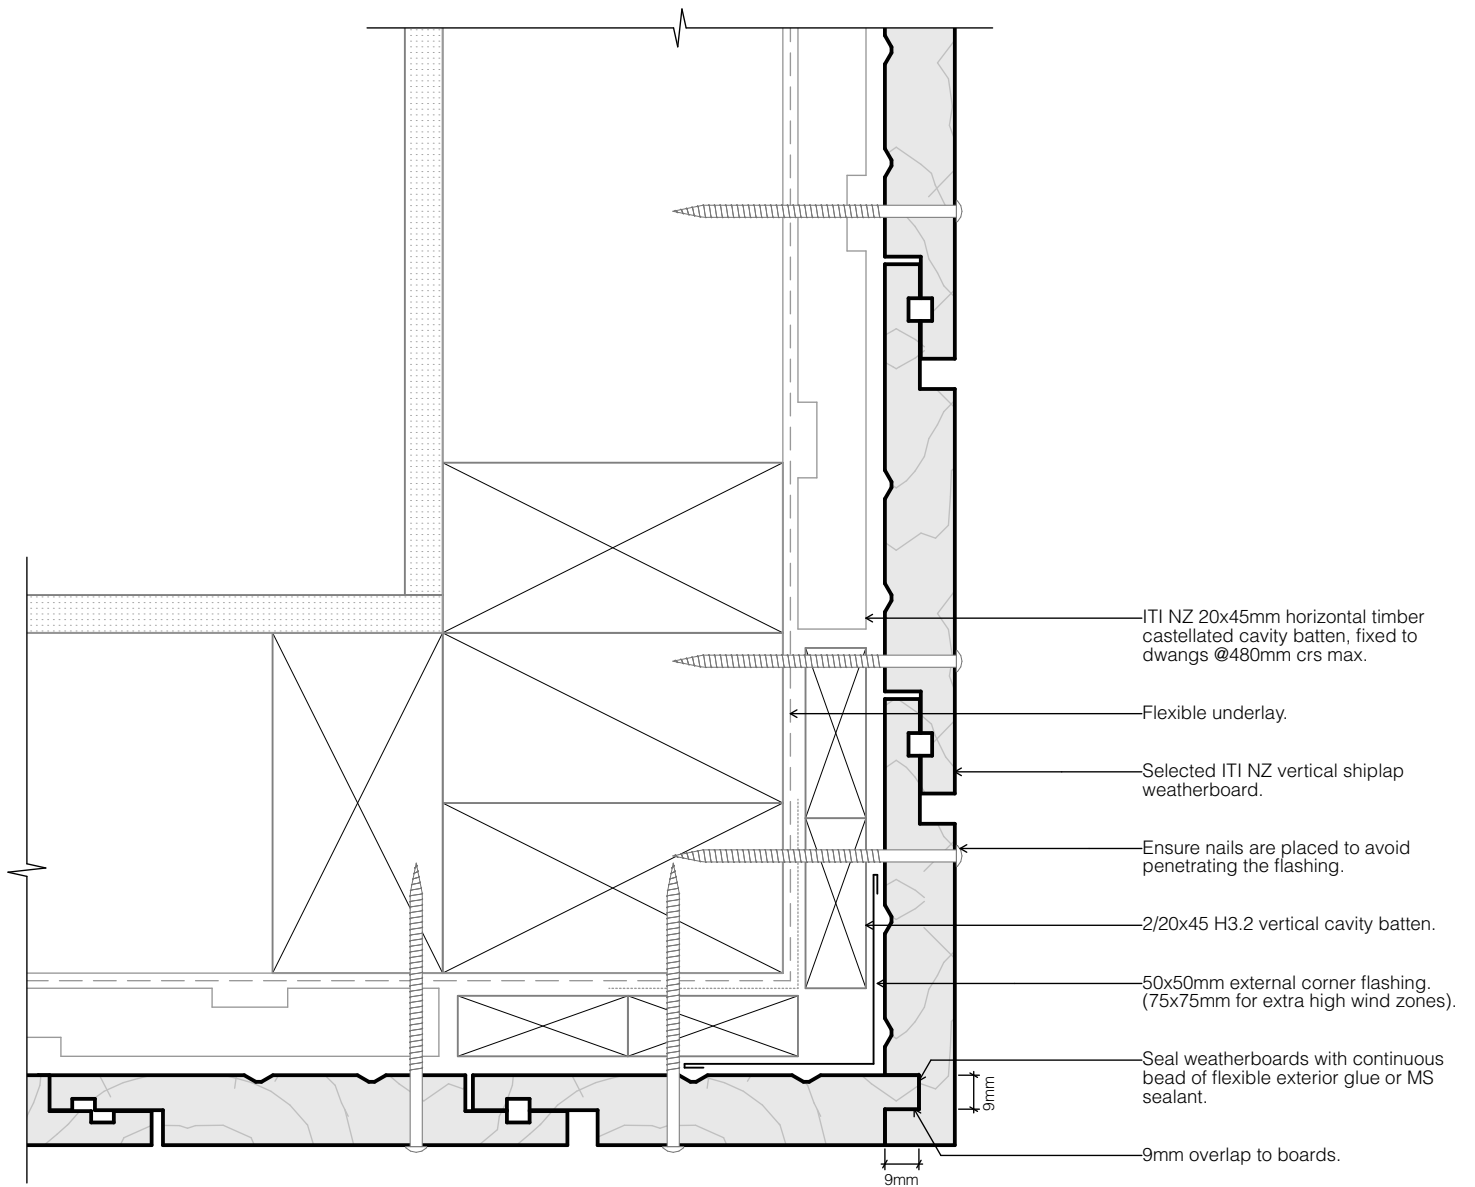 ITI NZ 20x45mm horizontal timber
castellated cavity batten, fixed to
dwangs @480mm crs max.
Flexible underlay.
Selected ITI NZ vertical shiplap
weatherboard.
Ensure nails are placed to avoid
penetrating the flashing.
2/20x45 H3.2 vertical cavity batten.
50x50mm external corner flashing.
(75x75mm for extra high wind zones).
Seal weatherboards with continuous
bead of flexible exterior glue or MS
sealant.
9mm
9mm overlap to boards.
9mm